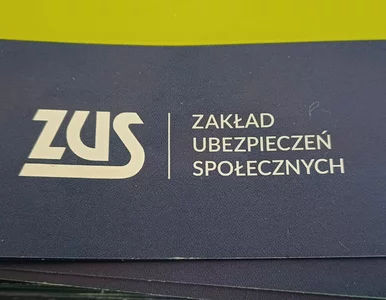 ZUS
ZAKŁAD
UBEZPIECZEŃ
SPOŁECZNYCH